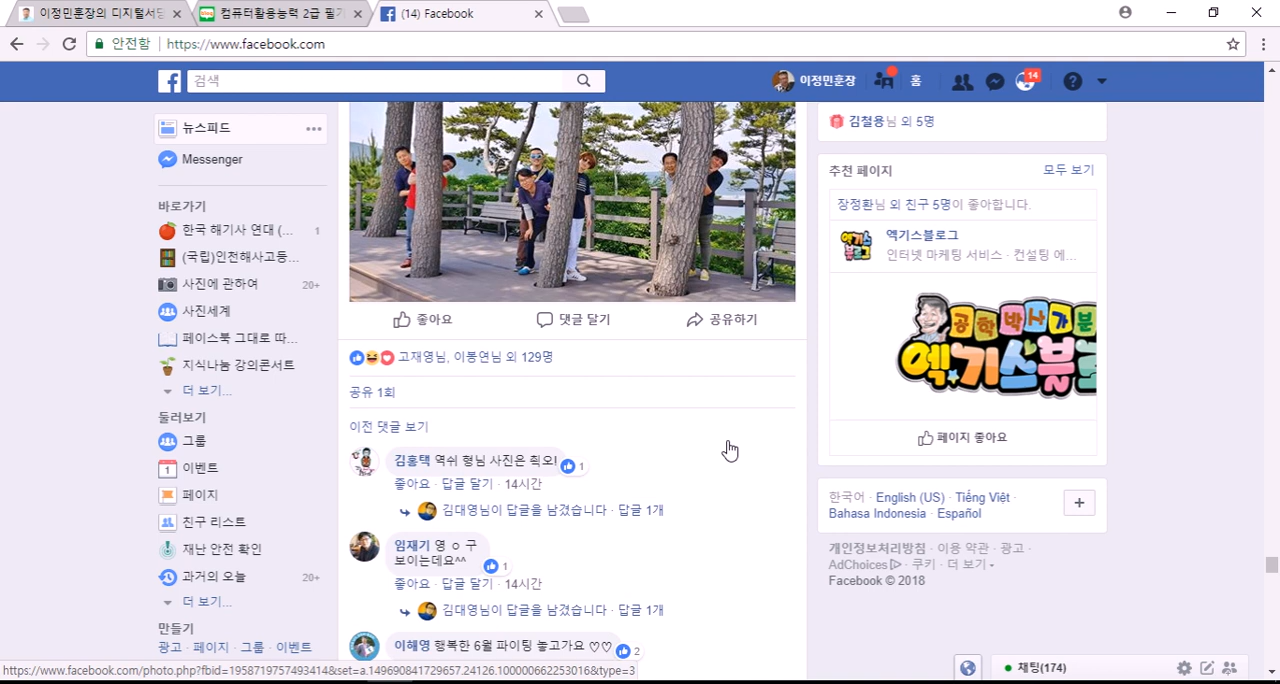 이정민훈장의 디지털서당
컴퓨터활용능력 2급 필기
(14) Facebook
안전함
https://www.facebook.com
검색
이정민훈장
홈
14
뉴스피드
Messenger
바로가기
한국 해기사 연대 (... 1
(국립)인천해사고등...
사진에 관하여 20+
사진세계
페이스북 그대로 따...
지식나눔 강의콘서트
더 보기...
둘러보기
그룹
이벤트
페이지
친구 리스트
재난 안전 확인
과거의 오늘 20+
더 보기...
만들기
광고 · 페이지 · 그룹 · 이벤트
좋아요 댓글 달기 공유하기
고재영님, 이몽연님 외 129명
공유 1회
이전 댓글 보기
김홍택 역쉬 형님 사진은 췩오!
1
좋아요 · 답글 달기 · 14시간
김대영님이 답글을 남겼습니다 · 답글 1개
임재기 영 ㅇ 구
보이는데요^^
1
좋아요 · 답글 달기 · 14시간
김대영님이 답글을 남겼습니다 · 답글 1개
이해영 행복한 6월 파이팅 놓고가요 ♡♡
2
김철용님 외 5명
추천 페이지 모두 보기
장정환님 외 친구 5명이 좋아합니다.
엑기스블로그
인터넷 마케팅 서비스 · 컨설팅 에...
엑기스
블로그
공학박사가분
엑기스블로
페이지 좋아요
한국어 · English (US) · Tiếng Việt ·
Bahasa Indonesia · Español
개인정보처리방침 · 이용 약관 · 광고 ·
AdChoices · 쿠키 · 더 보기
Facebook © 2018
https://www.facebook.com/photo.php?fbid=1958719757493414&set=a.149690841729657.24126.100000662253016&type=3
채팅(174)